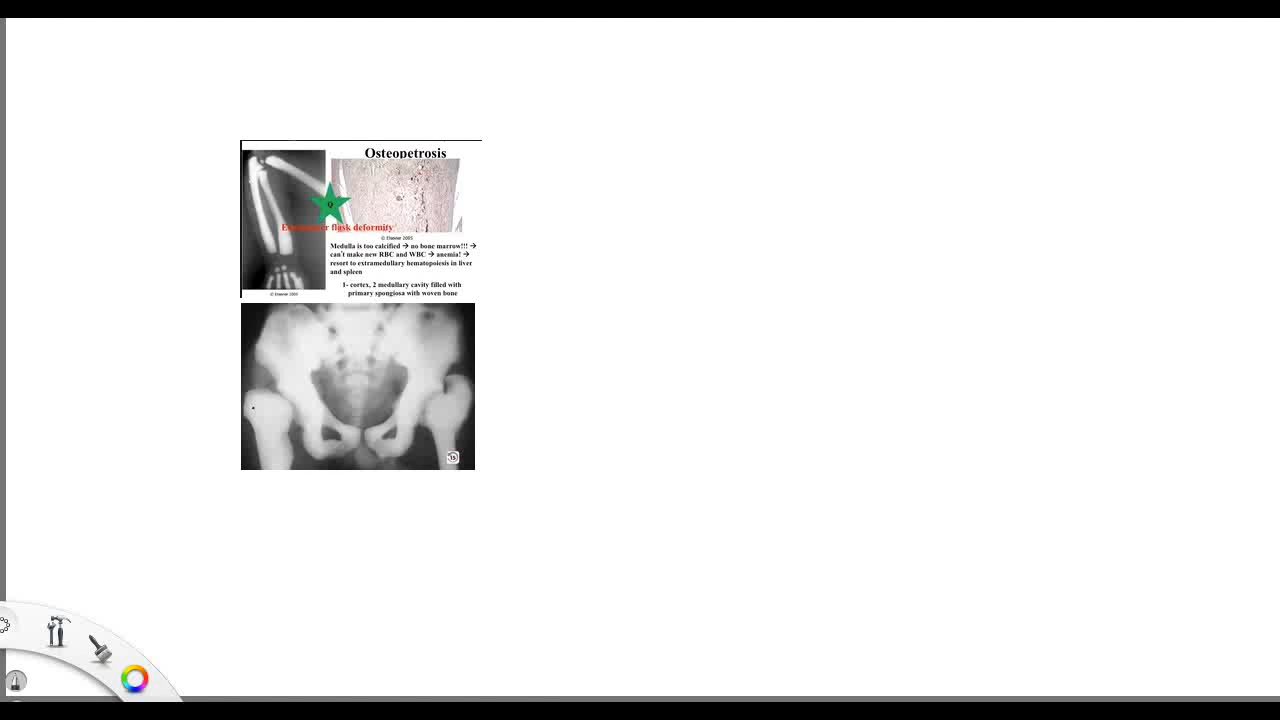 Osteopetrosis
Q
flask deformity
© Elsevier 2005
Medulla is too calcified → no bone marrow!!! →
can't make new RBC and WBC → anemia! →
resort to extramedullary hematopoiesis in liver
and spleen
1- cortex, 2 medullary cavity filled with
primary spongiosa with woven bone
© Elsevier 2005
15